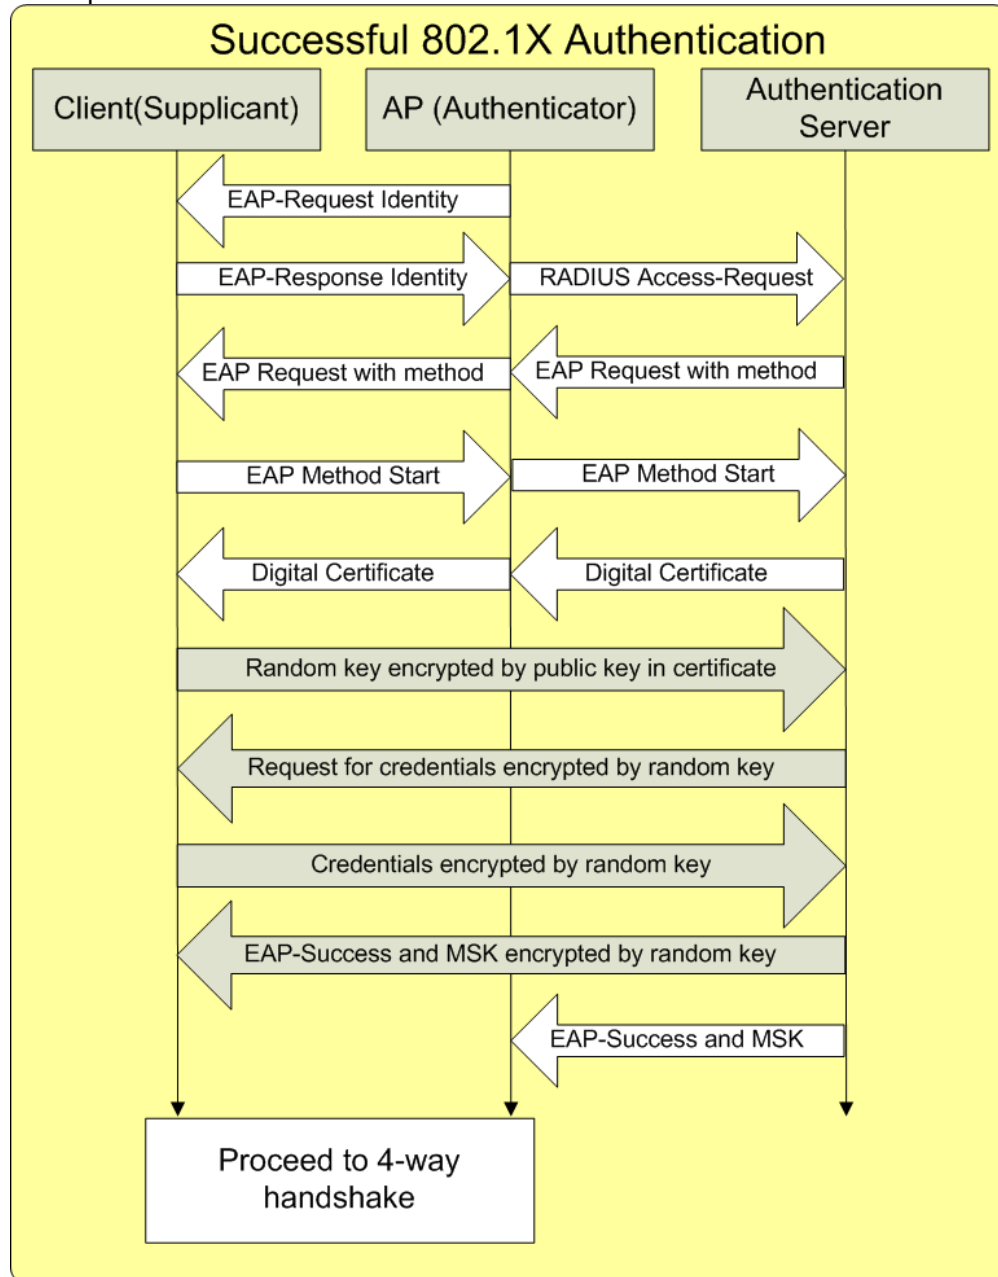 Successful 802.1X Authentication
Client(Supplicant)
AP (Authenticator)
Authentication
Server
EAP-Request Identity
EAP-Response Identity
RADIUS Access-Request
EAP Request with method
EAP Request with method
EAP Method Start
EAP Method Start
Digital Certificate
Digital Certificate
Random key encrypted by public key in certificate
Request for credentials encrypted by random key
Credentials encrypted by random key
EAP-Success and MSK encrypted by random key
EAP-Success and MSK
Proceed to 4-way
handshake